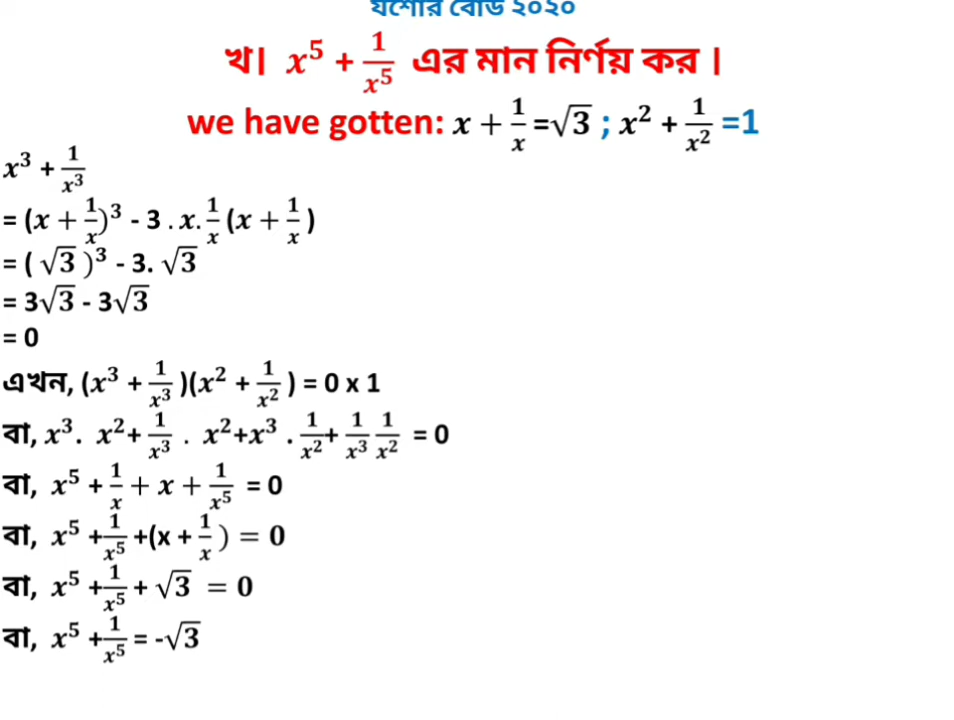 যশোর বোর্ড ২০২০
খ। x⁵ + 1/x⁵ এর মান নির্ণয় কর ।
we have gotten: x + 1/x =√3 ; x² + 1/x² =1
x³ + 1/x³
= (x + 1/x)³ - 3 . x. 1/x (x + 1/x )
= ( √3 )³ - 3. √3
= 3√3 - 3√3
= 0
এখন, (x³ + 1/x³ )(x² + 1/x² ) = 0 x 1
বা, x³. x²+ 1/x³ . x²+x³ . 1/x²+ 1/x³ 1/x² = 0
বা, x⁵ + 1/x + x + 1/x⁵ = 0
বা, x⁵ + 1/x⁵ +(x + 1/x ) = 0
বা, x⁵ + 1/x⁵ + √3 = 0
বা, x⁵ + 1/x⁵ = -√3